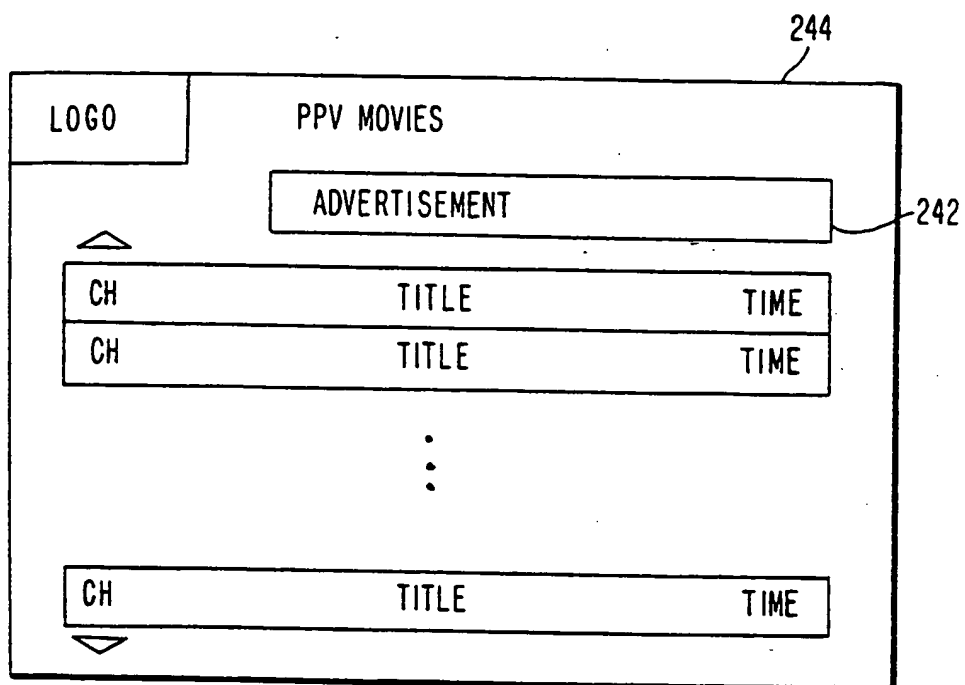 244
LOGO PPV MOVIES
ADVERTISEMENT
242
CH TITLE TIME
CH TITLE TIME
CH TITLE TIME